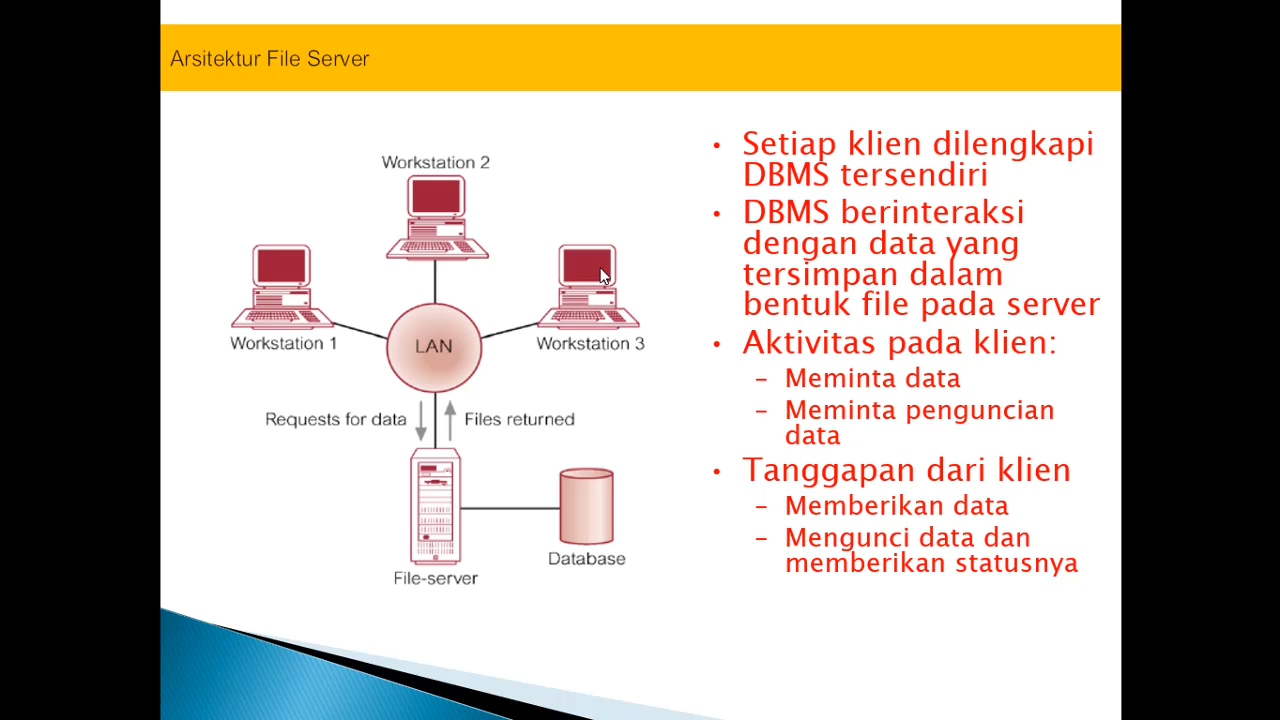 Arsitektur File Server
Workstation 2
Workstation 1
Workstation 3
LAN
Requests for data
Files returned
Database
File-server
• Setiap klien dilengkapi
DBMS tersendiri
• DBMS berinteraksi
dengan data yang
tersimpan dalam
bentuk file pada server
• Aktivitas pada klien:
– Meminta data
– Meminta penguncian
data
• Tanggapan dari klien
– Memberikan data
– Mengunci data dan
memberikan statusnya